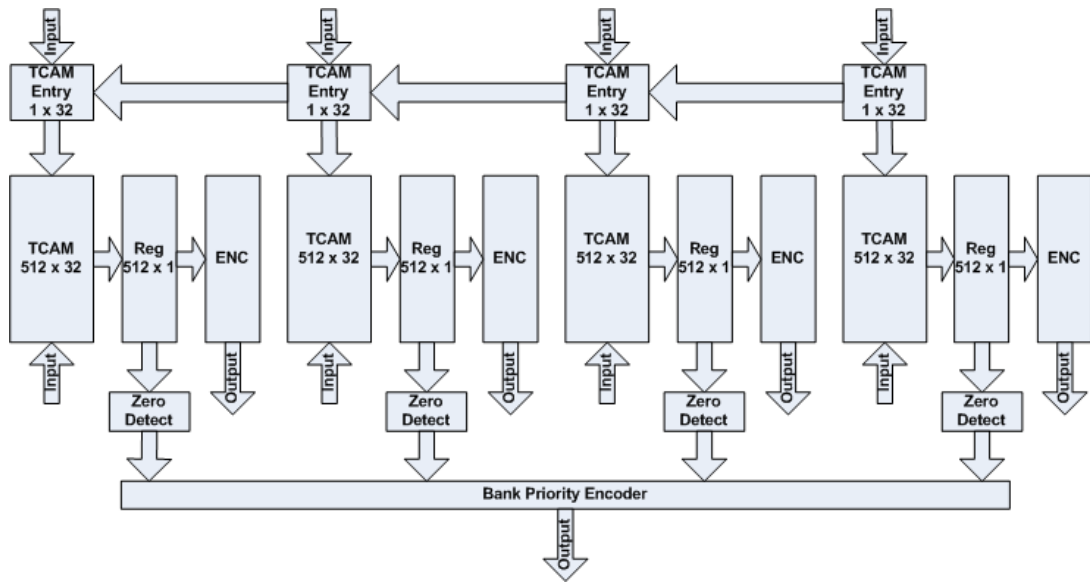 Input
Input
Input
Input
TCAM
Entry
1 x 32
TCAM
Entry
1 x 32
TCAM
Entry
1 x 32
TCAM
Entry
1 x 32
TCAM
512 x 32
Reg
512 x 1
ENC
TCAM
512 x 32
Reg
512 x 1
ENC
TCAM
512 x 32
Reg
512 x 1
ENC
TCAM
512 x 32
Reg
512 x 1
ENC
Input
Output
Input
Output
Input
Output
Input
Output
Zero
Detect
Zero
Detect
Zero
Detect
Zero
Detect
Bank Priority Encoder
Output